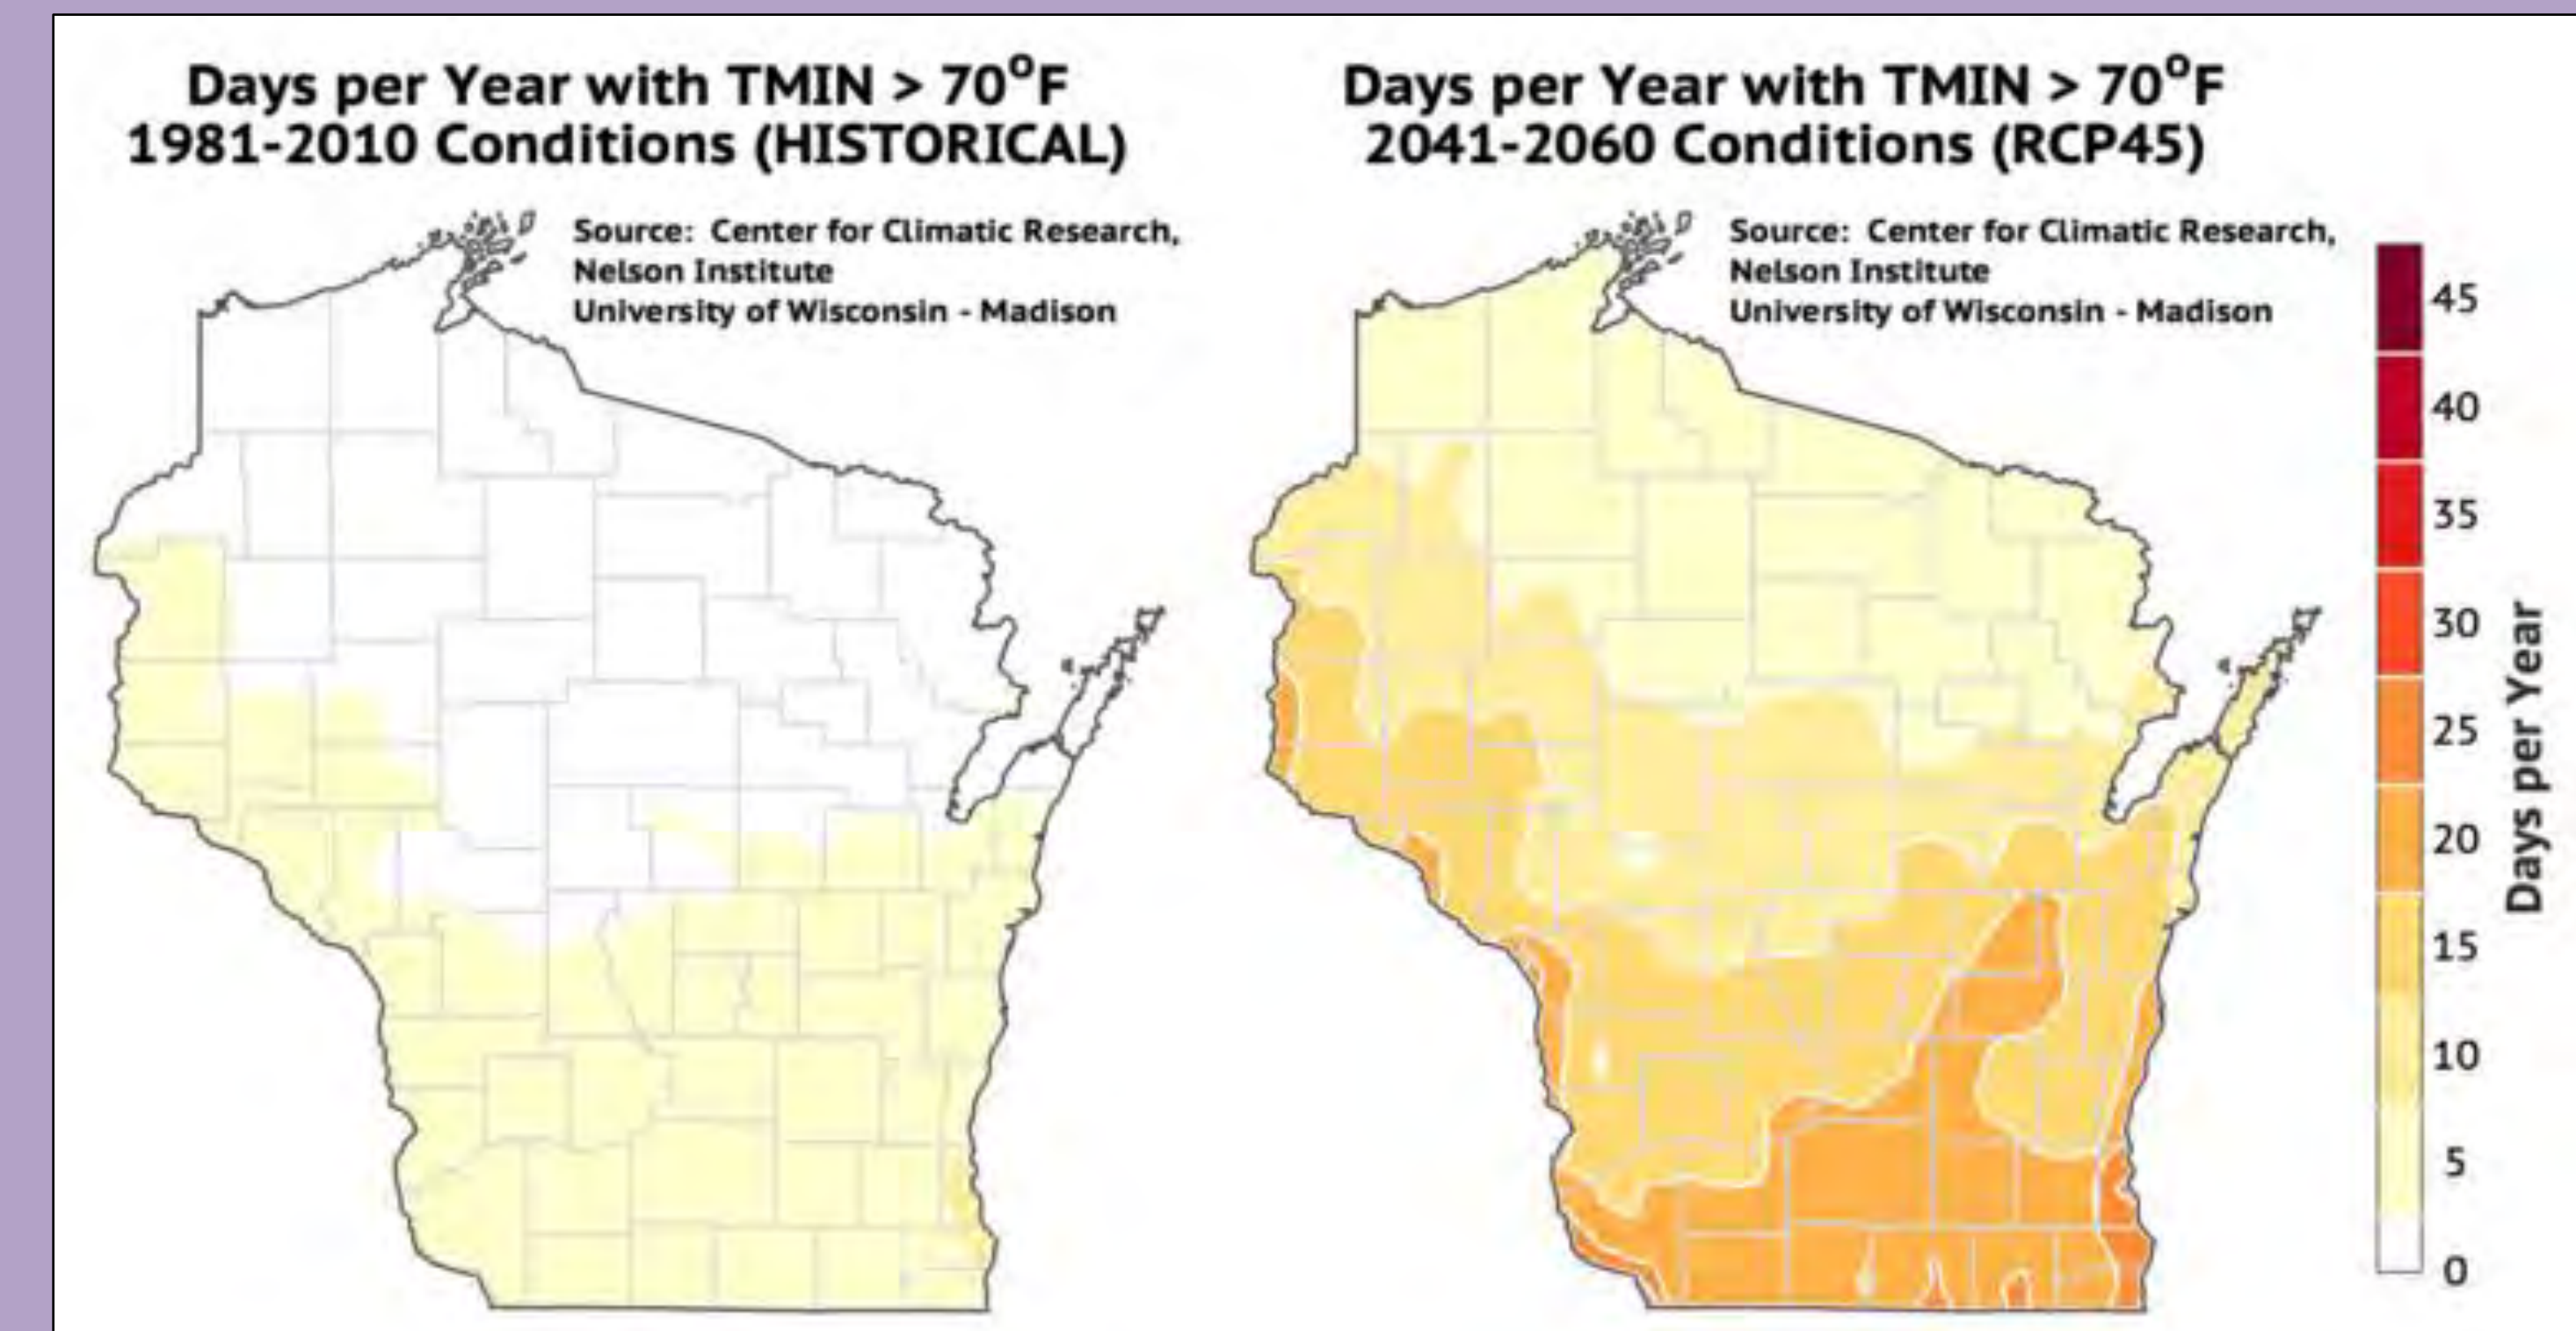 Days per Year with TMIN > 70°F
1981-2010 Conditions (HISTORICAL)
Source: Center for Climatic Research,
Nelson Institute
University of Wisconsin - Madison
Days per Year with TMIN > 70°F
2041-2060 Conditions (RCP45)
Source: Center for Climatic Research,
Nelson Institute
University of Wisconsin - Madison
45
40
35
30
25
20
15
10
5
0
Days per Year